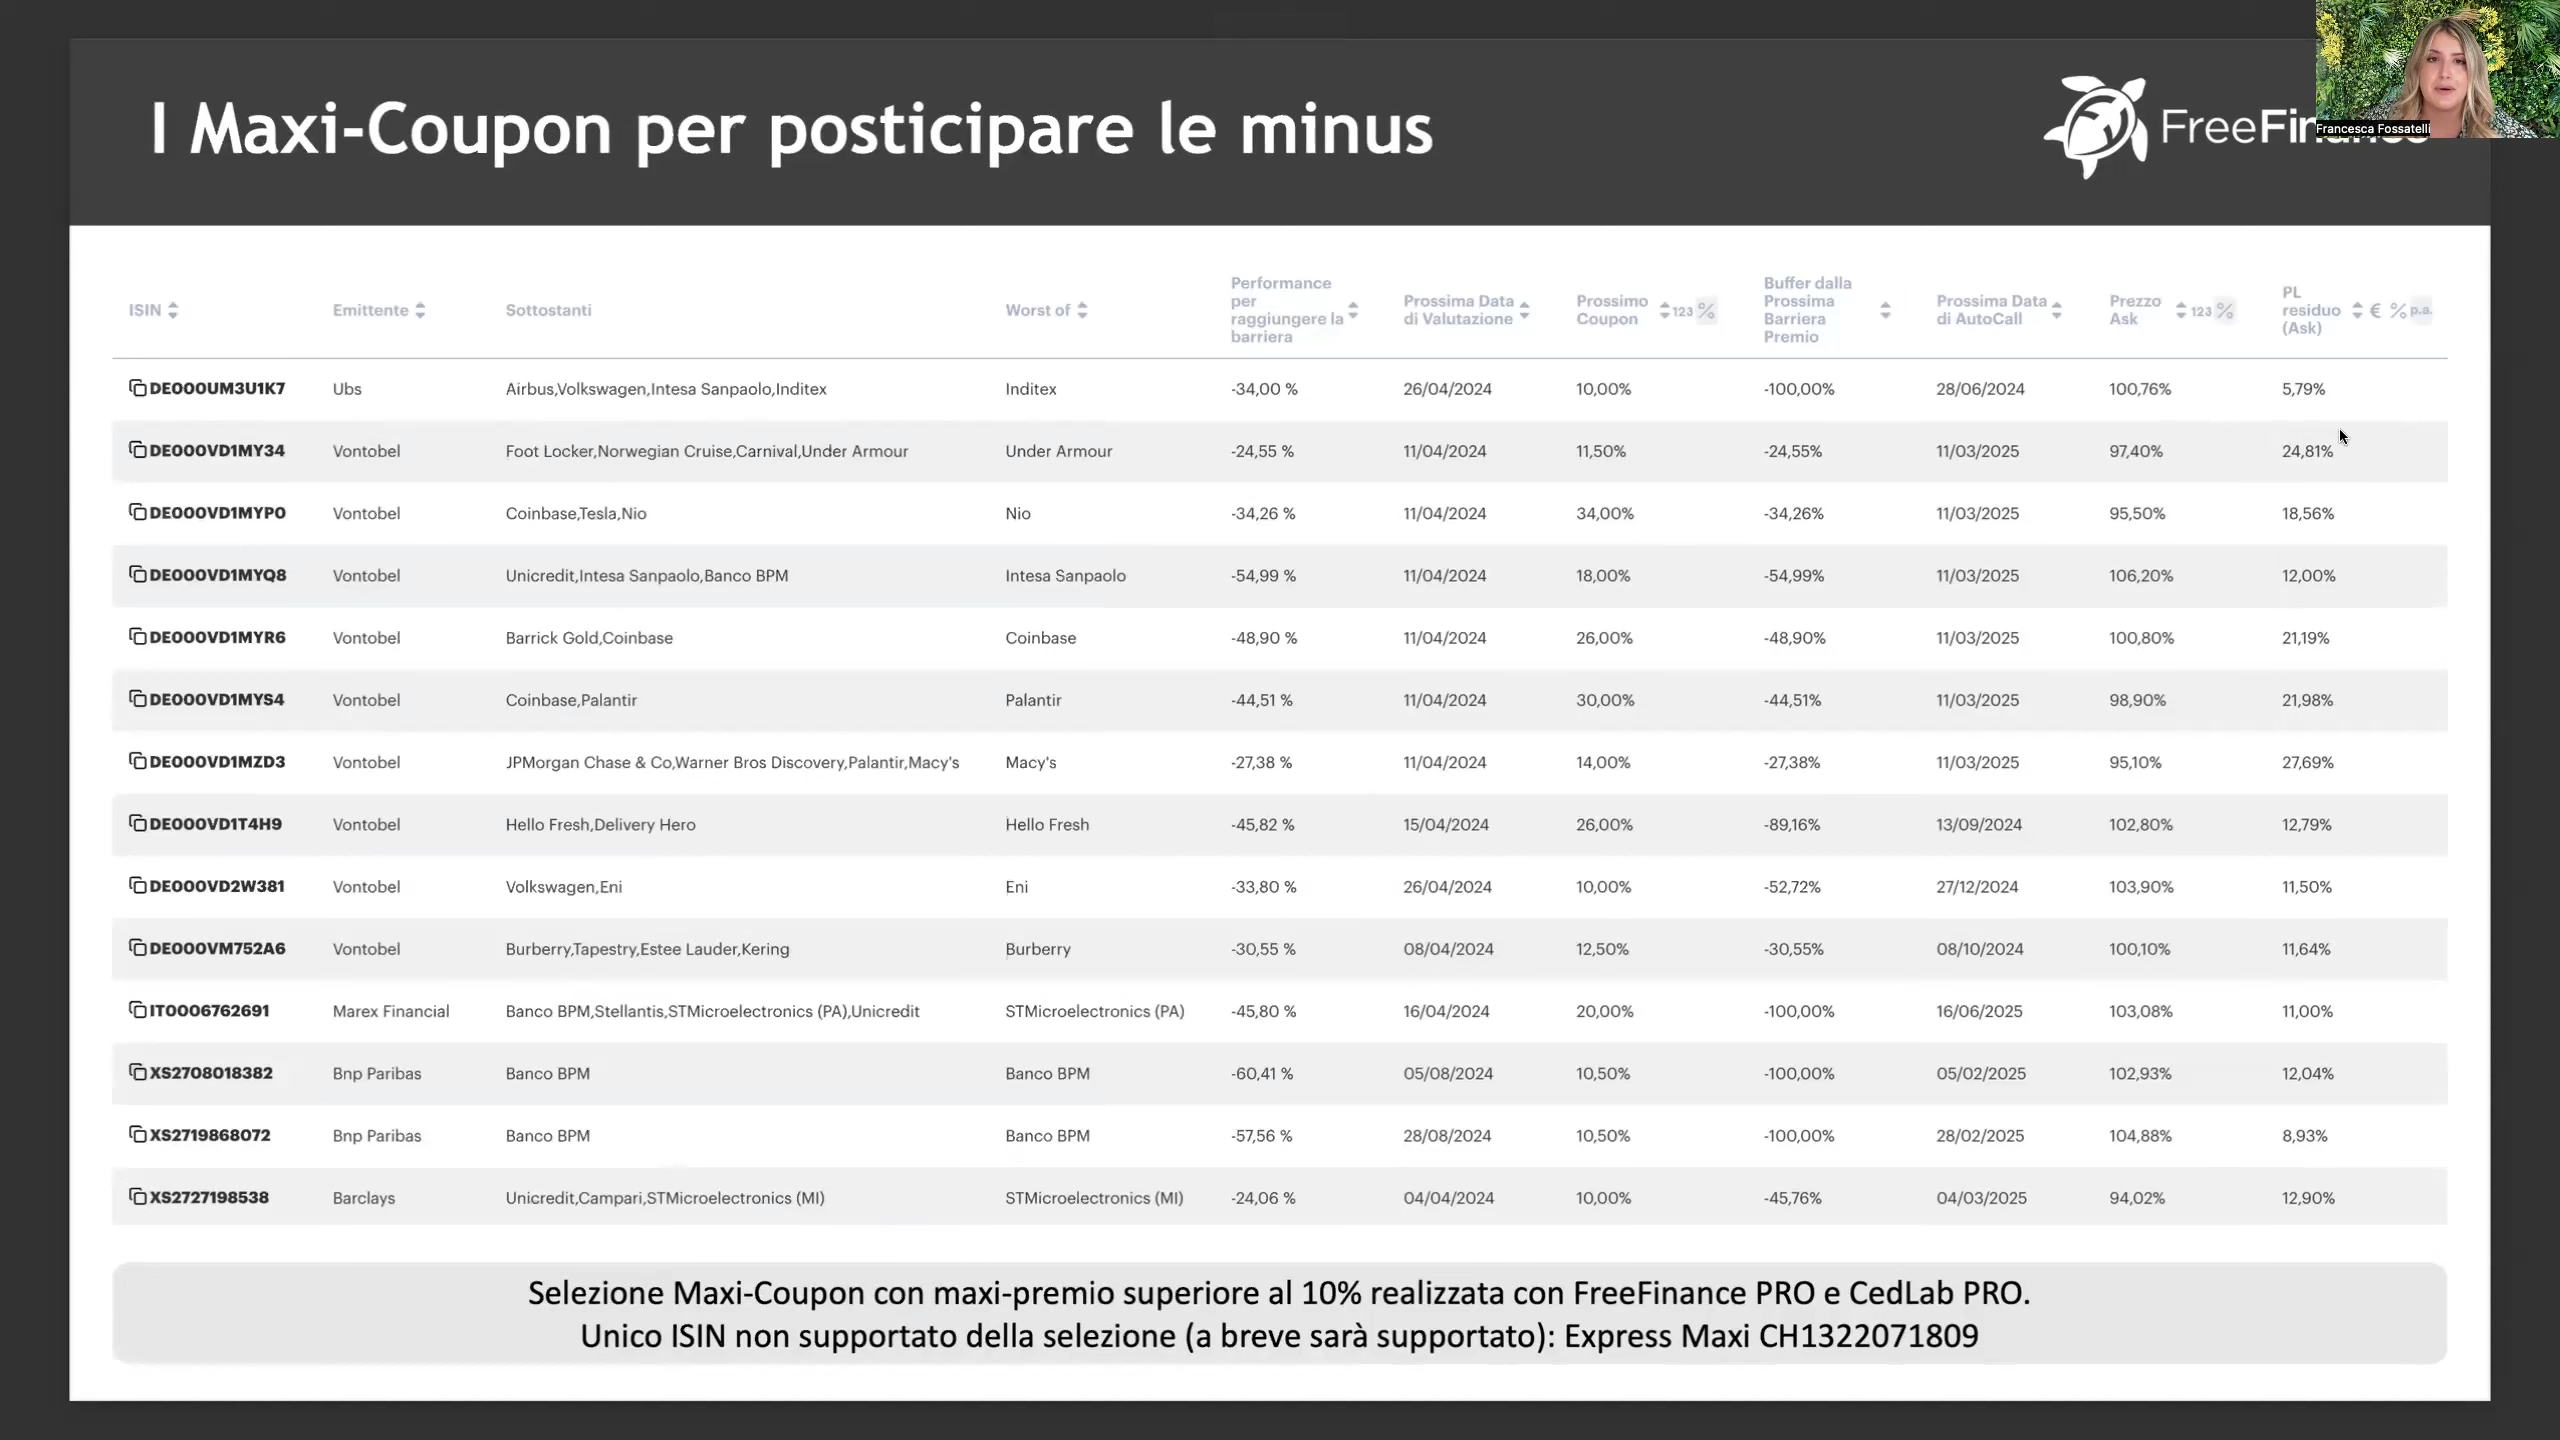 I Maxi-Coupon per posticipare le minus
FreeFinance
Francesca Fossatelli
ISIN Emittente Sottostanti Worst of Performance per raggiungere la barriera Prossima Data di Valutazione Prossimo Coupon 123 % Buffer dalla Prossima Barriera Premio Prossima Data di AutoCall Prezzo Ask 123 % PL residuo (Ask) € % p.a.
DE000UM3U1K7 Ubs Airbus,Volkswagen,Intesa Sanpaolo,Inditex Inditex -34,00 % 26/04/2024 10,00% -100,00% 28/06/2024 100,76% 5,79%
DE000VD1MY34 Vontobel Foot Locker,Norwegian Cruise,Carnival,Under Armour Under Armour -24,55 % 11/04/2024 11,50% -24,55% 11/03/2025 97,40% 24,81%
DE000VD1MYP0 Vontobel Coinbase,Tesla,Nio Nio -34,26 % 11/04/2024 34,00% -34,26% 11/03/2025 95,50% 18,56%
DE000VD1MYQ8 Vontobel Unicredit,Intesa Sanpaolo,Banco BPM Intesa Sanpaolo -54,99 % 11/04/2024 18,00% -54,99% 11/03/2025 106,20% 12,00%
DE000VD1MYR6 Vontobel Barrick Gold,Coinbase Coinbase -48,90 % 11/04/2024 26,00% -48,90% 11/03/2025 100,80% 21,19%
DE000VD1MYS4 Vontobel Coinbase,Palantir Palantir -44,51 % 11/04/2024 30,00% -44,51% 11/03/2025 98,90% 21,98%
DE000VD1MZD3 Vontobel JPMorgan Chase & Co,Warner Bros Discovery,Palantir,Macy's Macy's -27,38 % 11/04/2024 14,00% -27,38% 11/03/2025 95,10% 27,69%
DE000VD1T4H9 Vontobel Hello Fresh,Delivery Hero Hello Fresh -45,82 % 15/04/2024 26,00% -89,16% 13/09/2024 102,80% 12,79%
DE000VD2W381 Vontobel Volkswagen,Eni Eni -33,80 % 26/04/2024 10,00% -52,72% 27/12/2024 103,90% 11,50%
DE000VM752A6 Vontobel Burberry,Tapestry,Estee Lauder,Kering Burberry -30,55 % 08/04/2024 12,50% -30,55% 08/10/2024 100,10% 11,64%
IT0006762691 Marex Financial Banco BPM,Stellantis,STMicroelectronics (PA),Unicredit STMicroelectronics (PA) -45,80 % 16/04/2024 20,00% -100,00% 16/06/2025 103,08% 11,00%
XS2708018382 Bnp Paribas Banco BPM Banco BPM -60,41 % 05/08/2024 10,50% -100,00% 05/02/2025 102,93% 12,04%
XS2719868072 Bnp Paribas Banco BPM Banco BPM -57,56 % 28/08/2024 10,50% -100,00% 28/02/2025 104,88% 8,93%
XS2727198538 Barclays Unicredit,Campari,STMicroelectronics (MI) STMicroelectronics (MI) -24,06 % 04/04/2024 10,00% -45,76% 04/03/2025 94,02% 12,90%
Selezione Maxi-Coupon con maxi-premio superiore al 10% realizzata con FreeFinance PRO e CedLab PRO.
Unico ISIN non supportato della selezione (a breve sarà supportato): Express Maxi CH1322071809